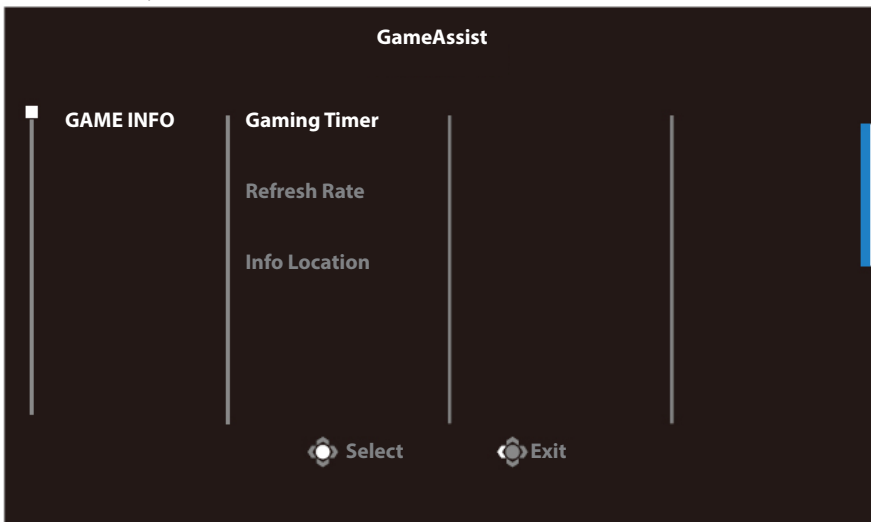 GameAssist
GAME INFO Gaming Timer
Refresh Rate
Info Location
Select Exit